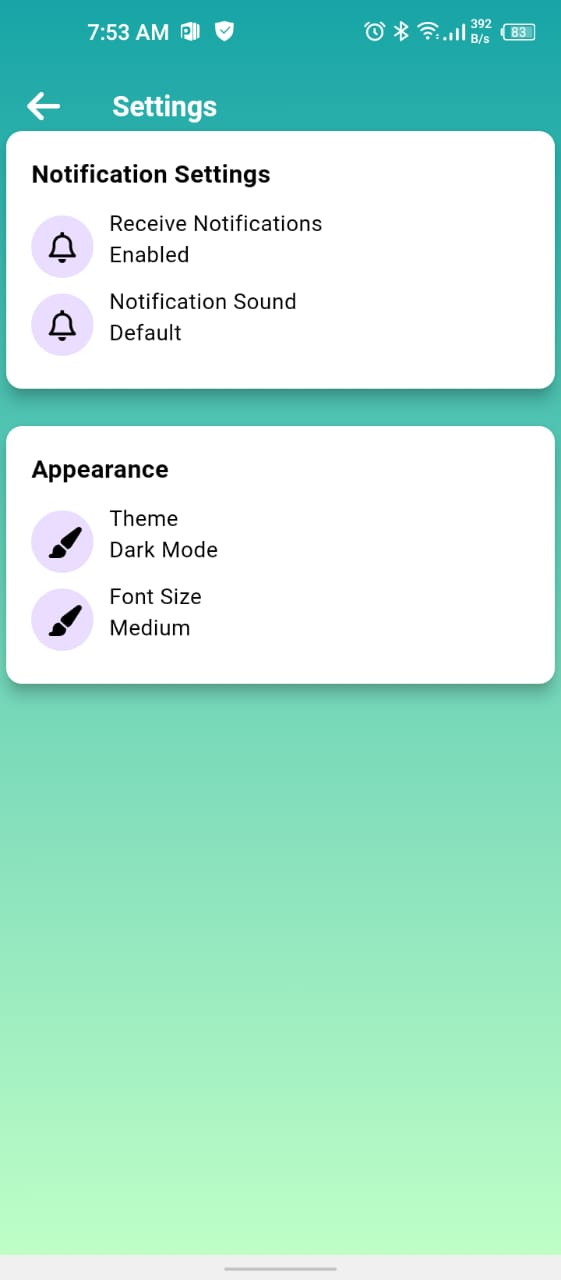 7:53 AM
392
B/s
83
Settings
Notification Settings
Receive Notifications
Enabled
Notification Sound
Default
Appearance
Theme
Dark Mode
Font Size
Medium